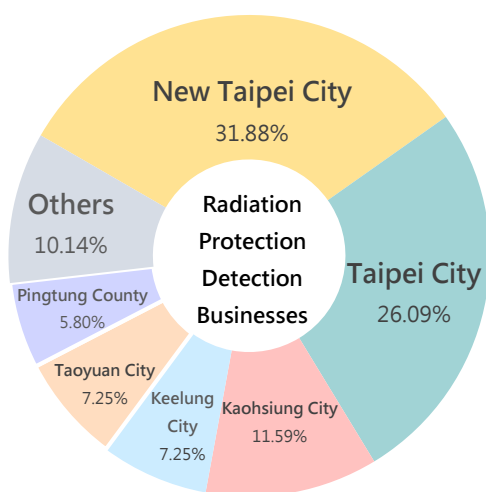 New Taipei City
31.88%
Others
10.14%
Radiation
Protection
Detection
Businesses
Taipei City
26.09%
Pingtung County
5.80%
Taoyuan City
7.25%
Keelung
City
7.25%
Kaohsiung City
11.59%